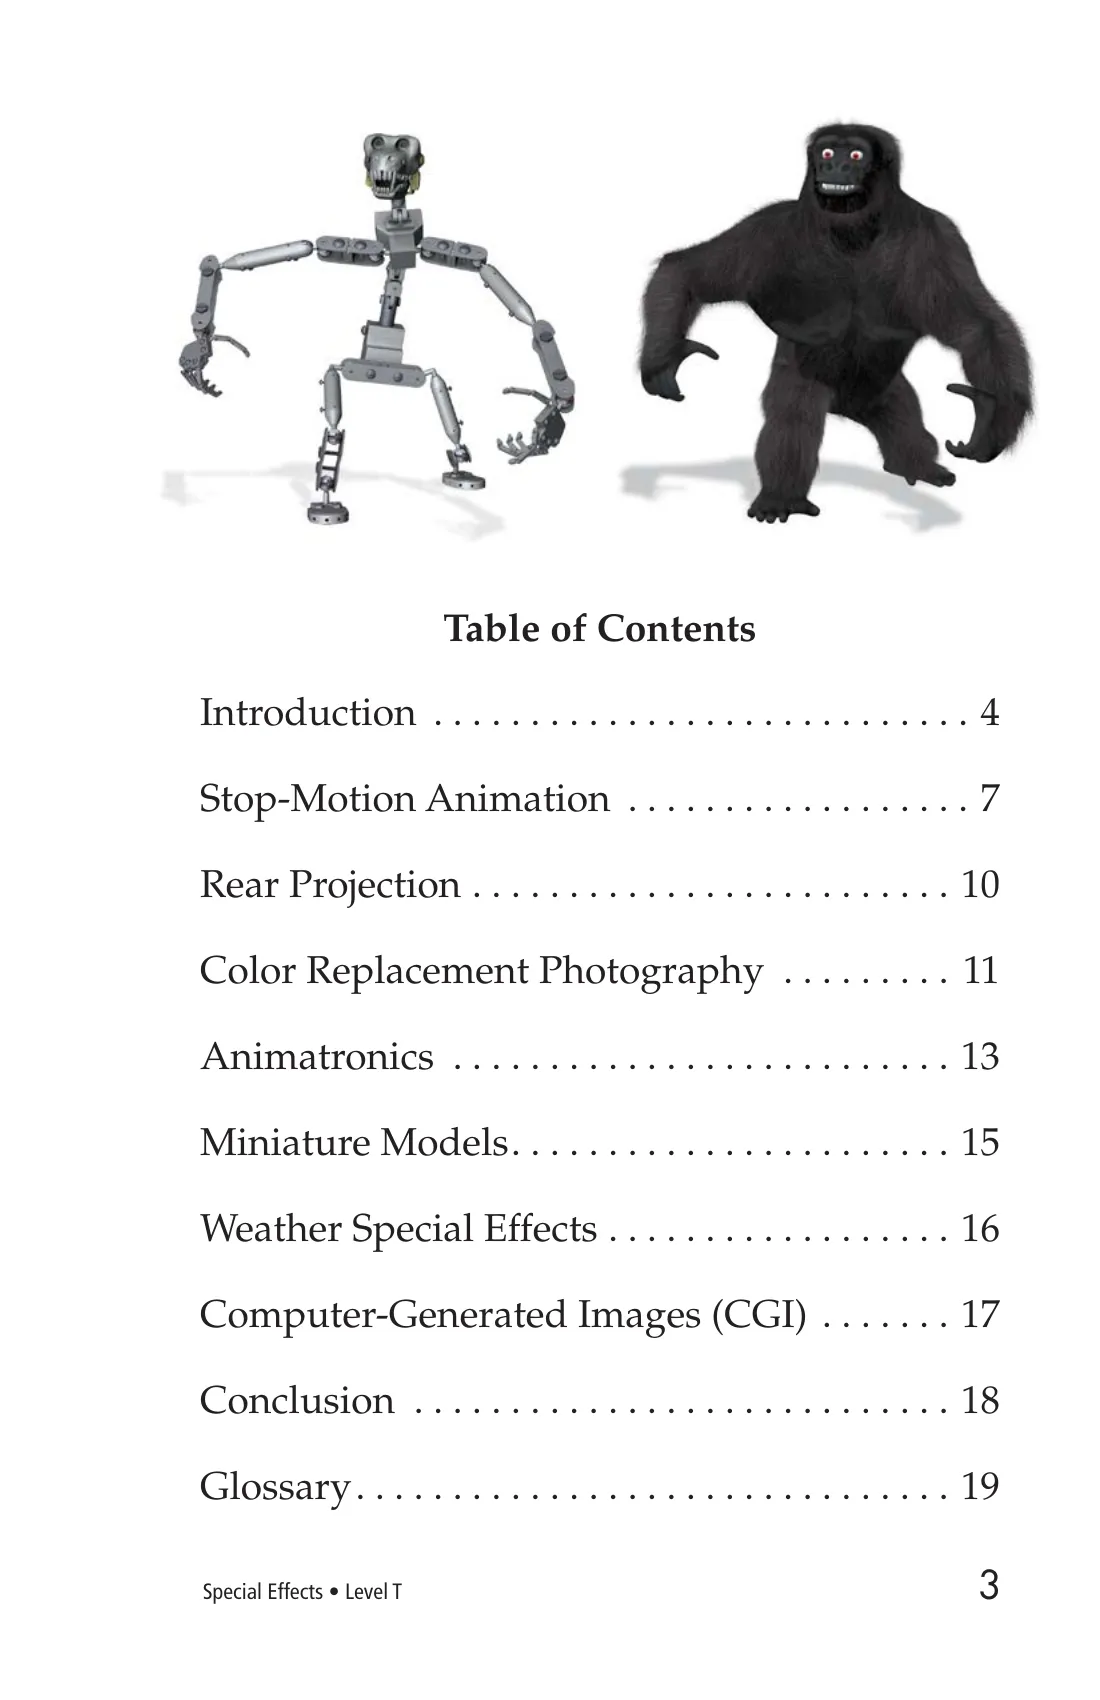 Table of Contents
Introduction . . . . . . . . . . . . . . . . . . . . . . . . . . . . 4
Stop-Motion Animation . . . . . . . . . . . . . . . . . . 7
Rear Projection . . . . . . . . . . . . . . . . . . . . . . . . . 10
Color Replacement Photography . . . . . . . . . 11
Animatronics . . . . . . . . . . . . . . . . . . . . . . . . . . 13
Miniature Models. . . . . . . . . . . . . . . . . . . . . . . 15
Weather Special Effects . . . . . . . . . . . . . . . . . . 16
Computer-Generated Images (CGI) . . . . . . . 17
Conclusion . . . . . . . . . . . . . . . . . . . . . . . . . . . . 18
Glossary. . . . . . . . . . . . . . . . . . . . . . . . . . . . . . . 19
Special Effects • Level T 3